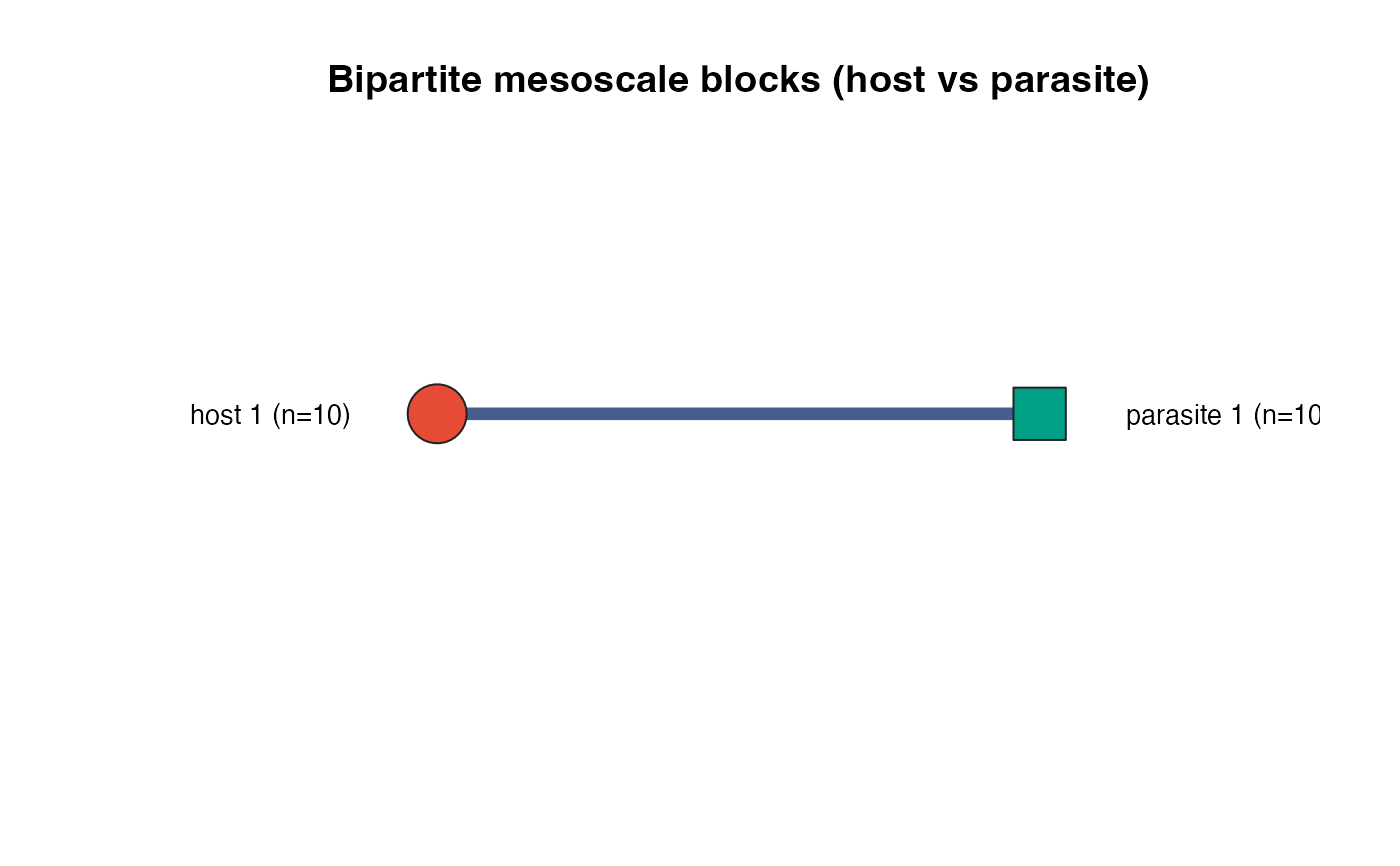 Bipartite mesoscale blocks (host vs parasite)
host 1 (n=10)
parasite 1 (n=10